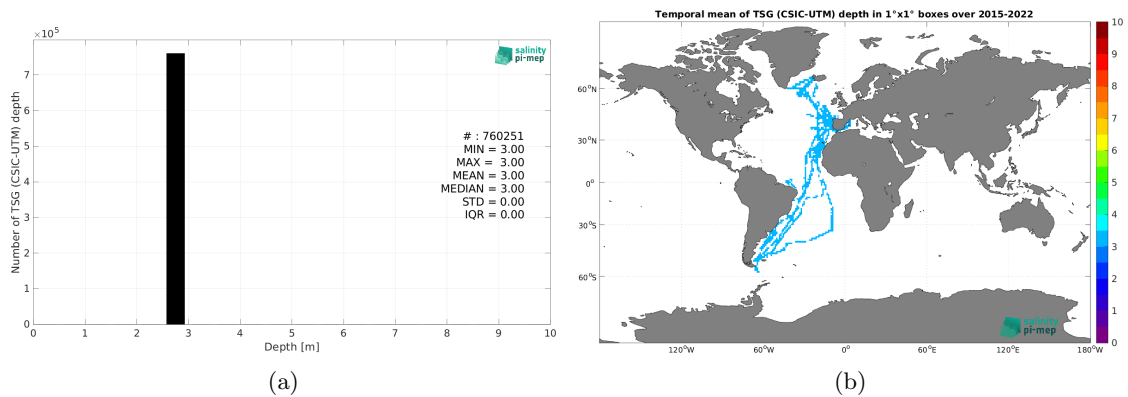 ×10⁵
7
6
5
4
3
2
1
0
Number of TSG (CSIC-UTM) depth
salinity
pi-mep
# : 760251
MIN = 3.00
MAX = 3.00
MEAN = 3.00
MEDIAN = 3.00
STD = 0.00
IQR = 0.00
0 1 2 3 4 5 6 7 8 9 10
Depth [m]
(a)
Temporal mean of TSG (CSIC-UTM) depth in 1°x1° boxes over 2015-2022
60°N
30°N
0°
30°S
60°S
120°W 60°W 0° 60°E 120°E 180°W
salinity
pi-mep
10
9
8
7
6
5
4
3
2
1
0
(b)